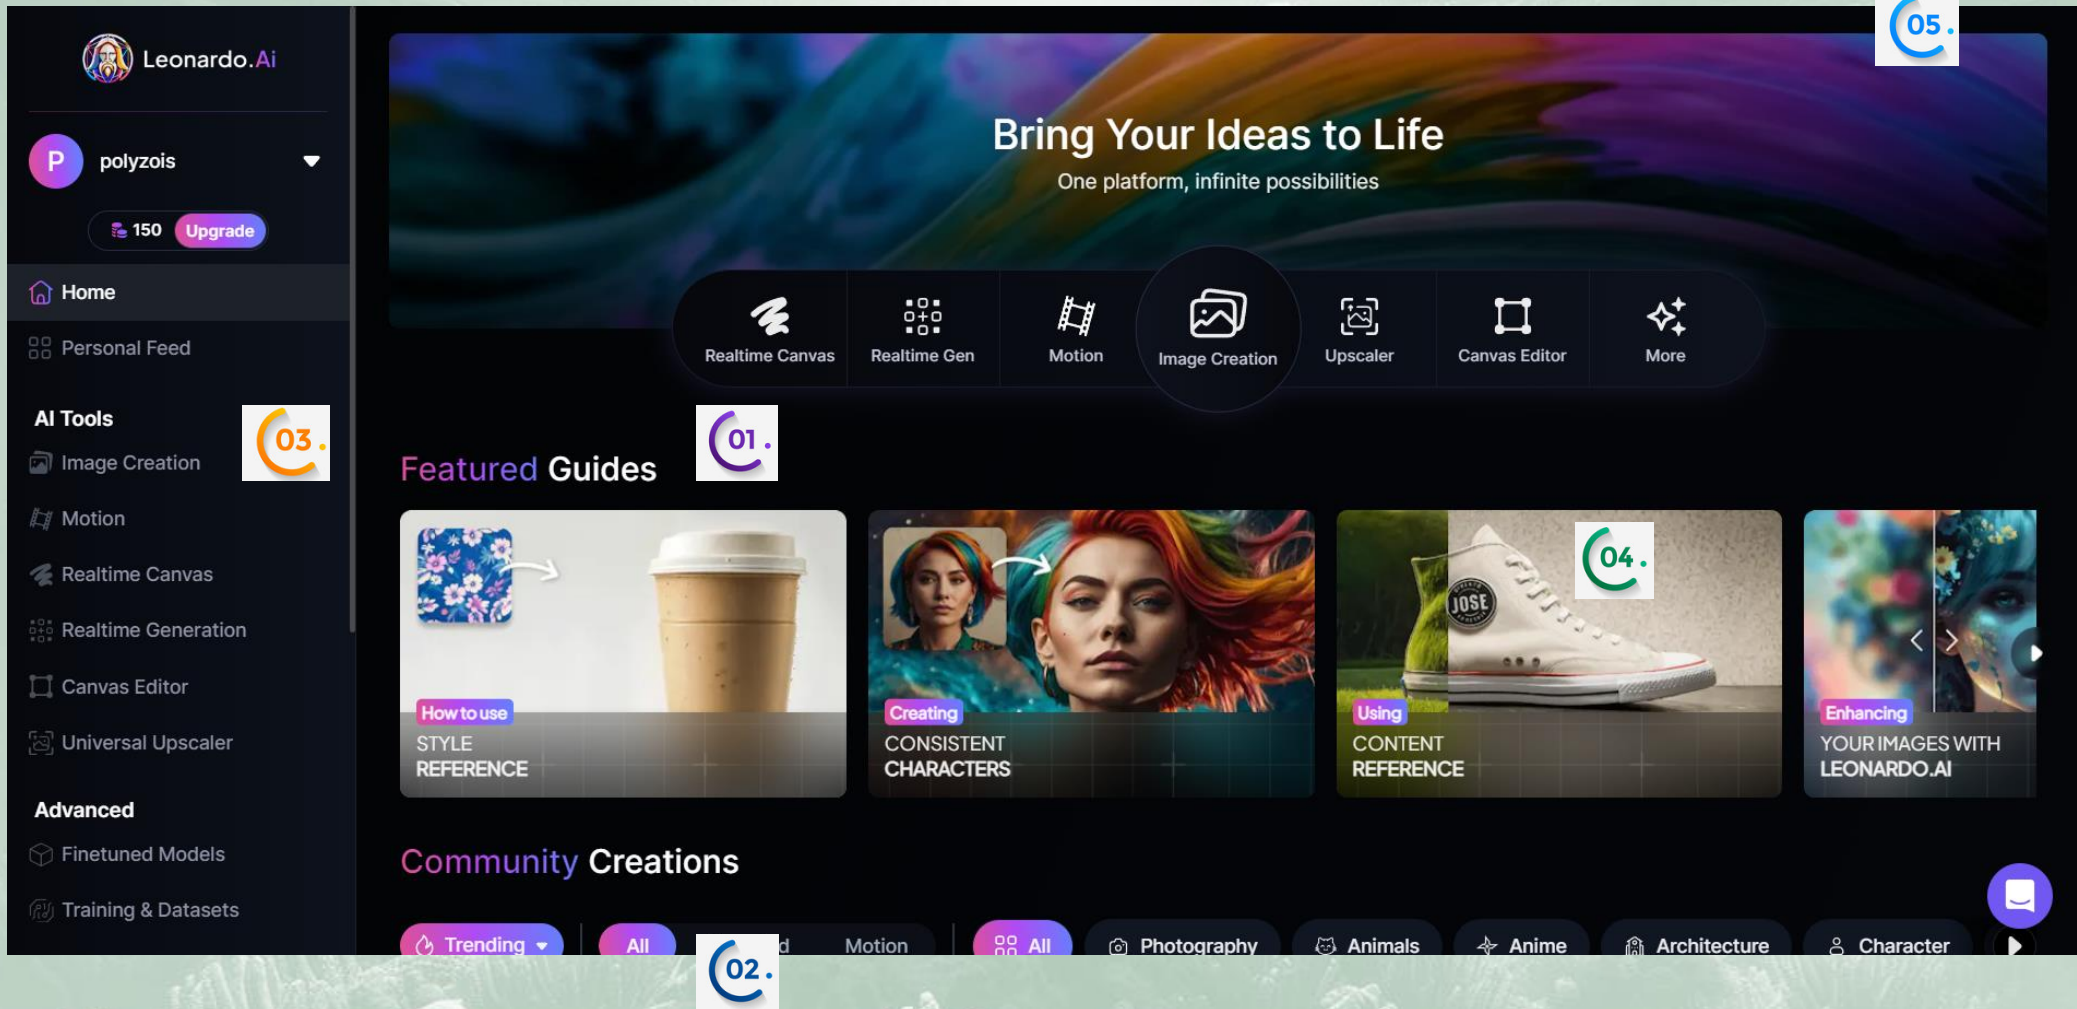 Leonardo.Ai
P
polyzois
150
Upgrade
Home
Personal Feed
AI Tools
Image Creation
Motion
Realtime Canvas
Realtime Generation
Canvas Editor
Universal Upscaler
Advanced
Finetuned Models
Training & Datasets
03.
05.
Bring Your Ideas to Life
One platform, infinite possibilities
Realtime Canvas
Realtime Gen
Motion
Image Creation
Upscaler
Canvas Editor
More
Featured Guides
01.
How to use
STYLE
REFERENCE
Creating
CONSISTENT
CHARACTERS
JOSE
04.
Using
CONTENT
REFERENCE
Enhancing
YOUR IMAGES WITH
LEONARDO.AI
Community Creations
Trending
All
d
Motion
All
Photography
Animals
Anime
Architecture
Character
02.